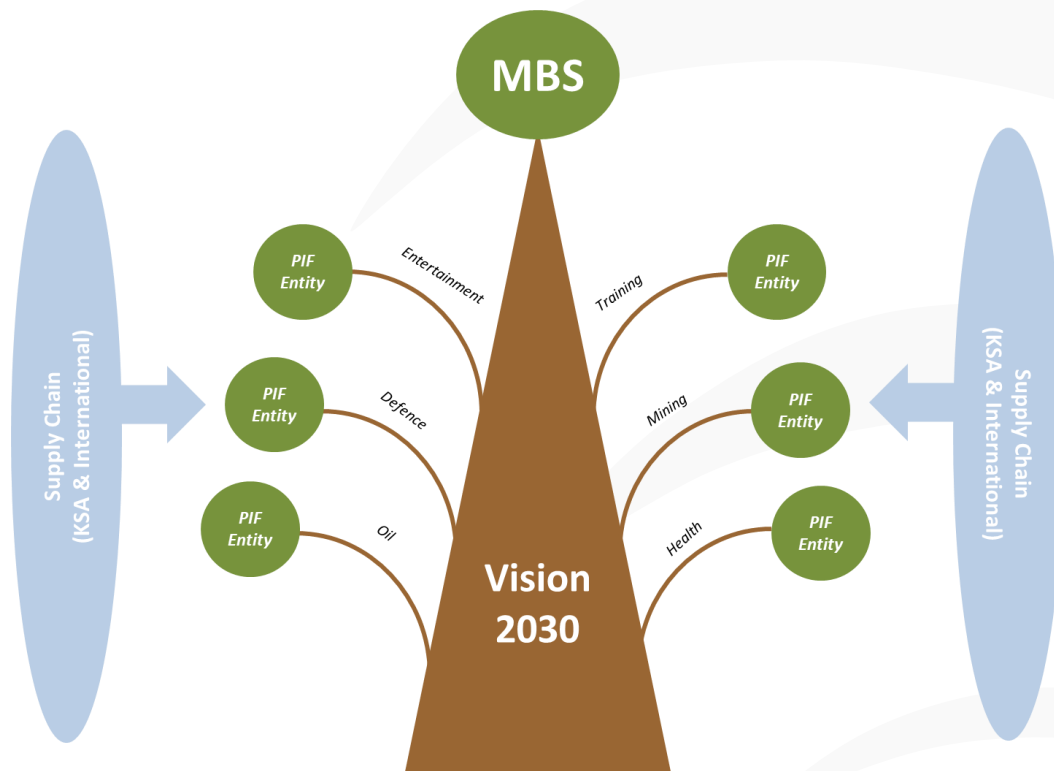 MBS
PIF
Entity
Entertainment
Training
PIF
Entity
PIF
Entity
Defence
Mining
PIF
Entity
PIF
Entity
Oil
Health
PIF
Entity
Supply Chain
(KSA & International)
Vision
2030
Supply Chain
(KSA & International)